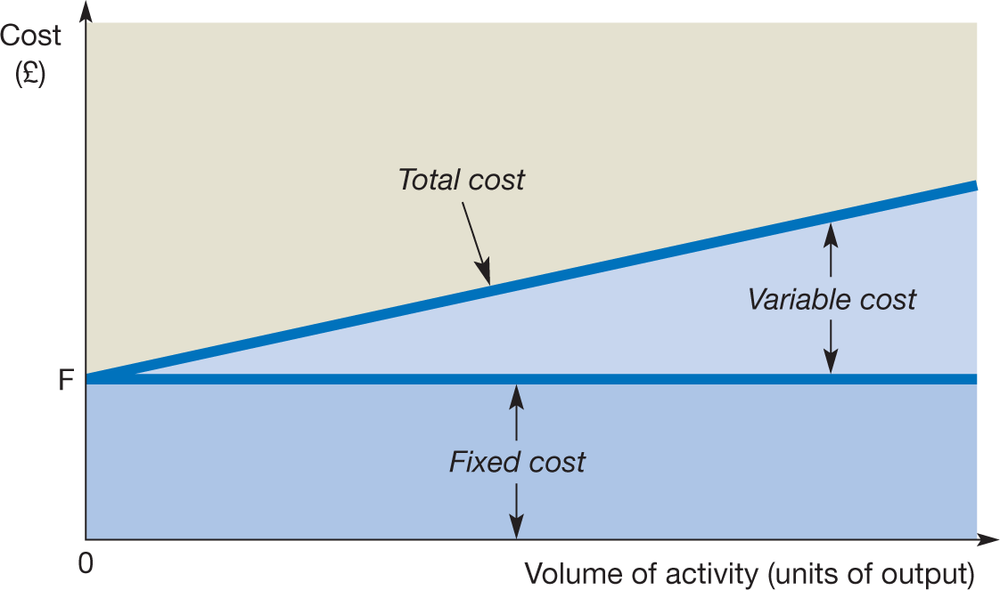 Cost
(£)
Total cost
Variable cost
F
Fixed cost
0
Volume of activity (units of output)